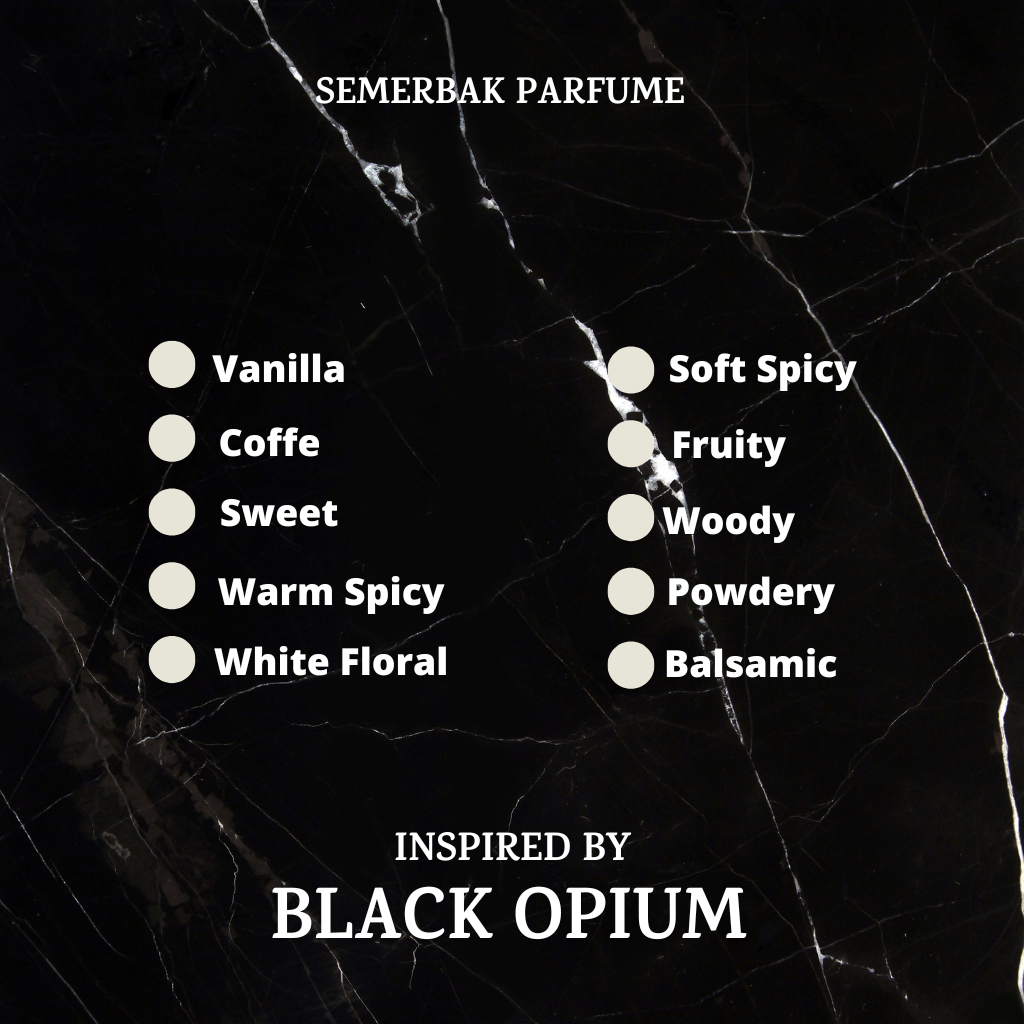 SEMERBAK PARFUME
Vanilla
Coffe
Sweet
Warm Spicy
White Floral
Soft Spicy
Fruity
Woody
Powdery
Balsamic
INSPIRED BY
BLACK OPIUM